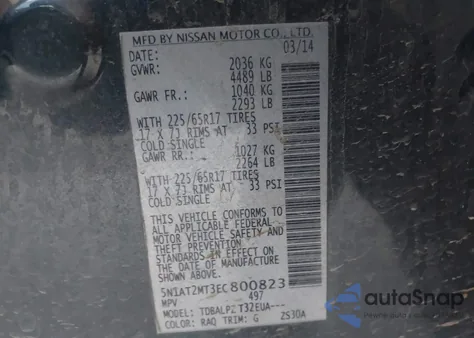 MFD BY NISSAN MOTOR CO., LTD.
DATE: 03/14
GVWR: 2036 KG
4489 LB
GAWR FR.: 1040 KG
2293 LB
WITH 225/65R17 TIRES
17 X 7J RIMS AT 33 PSI
COLD SINGLE
GAWR RR.: 1027 KG
2264 LB
WITH 225/65R17 TIRES
17 X 7J RIMS AT 33 PSI
COLD SINGLE
THIS VEHICLE CONFORMS TO
ALL APPLICABLE FEDERAL
MOTOR VEHICLE SAFETY AND
THEFT PREVENTION
STANDARDS IN EFFECT ON
THE DATE OF MANUFACTURE
SHOWN ABOVE.
5N1AT2MT3EC800823
MPV 497
MODEL:
COLOR: RAQ TRIM: G 2530A
autoSnap
Powered by CarsFromWest